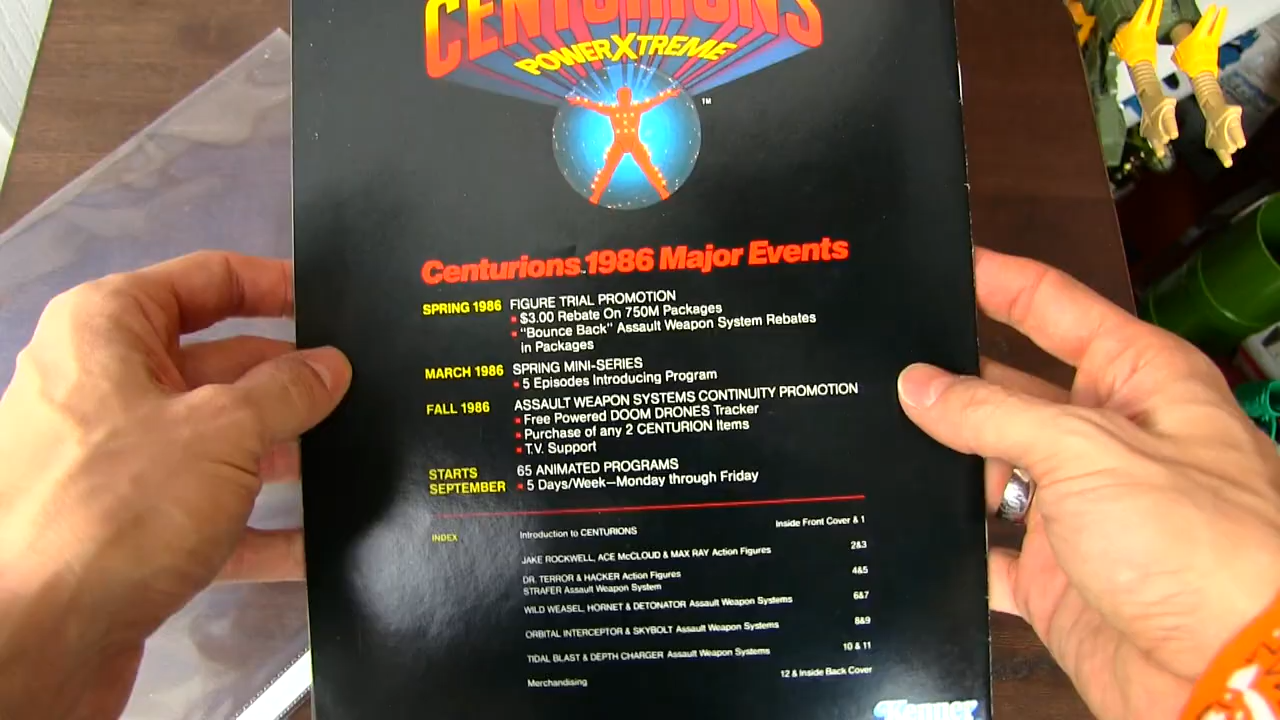 CENTURIONS
POWERXTREME
TM
Centurions 1986 Major Events
SPRING 1986 FIGURE TRIAL PROMOTION
$3.00 Rebate On 750M Packages
"Bounce Back" Assault Weapon System Rebates
in Packages
MARCH 1986 SPRING MINI-SERIES
5 Episodes Introducing Program
FALL 1986 ASSAULT WEAPON SYSTEMS CONTINUITY PROMOTION
Free Powered DOOM DRONES Tracker
Purchase of any 2 CENTURION Items
T.V. Support
STARTS 65 ANIMATED PROGRAMS
SEPTEMBER 5 Days/Week—Monday through Friday
INDEX Introduction to CENTURIONS Inside Front Cover & 1
JAKE ROCKWELL, ACE McCLOUD & MAX RAY Action Figures 2&3
DR. TERROR & HACKER Action Figures 4&5
STRAFER Assault Weapon System
WILD WEASEL, HORNET & DETONATOR Assault Weapon Systems 6&7
ORBITAL INTERCEPTOR & SKYBOLT Assault Weapon Systems 8&9
TIDAL BLAST & DEPTH CHARGER Assault Weapon Systems 10 & 11
Merchandising 12 & Inside Back Cover
Kenner